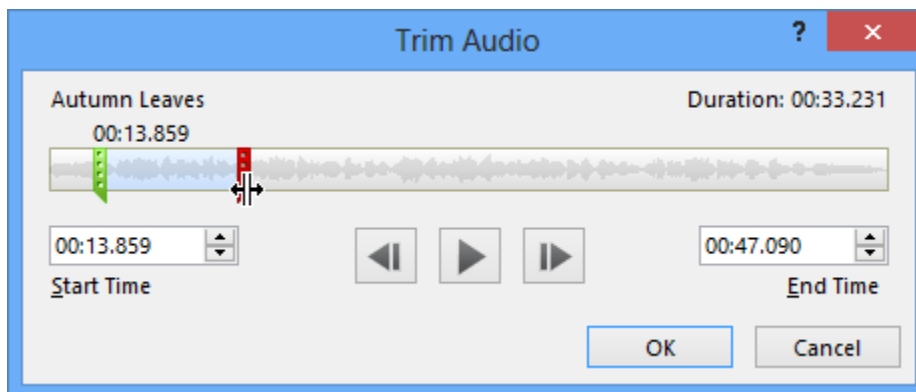 Trim Audio ?
Autumn Leaves Duration: 00:33.231
00:13.859
00:13.859 00:47.090
Start Time End Time
OK Cancel